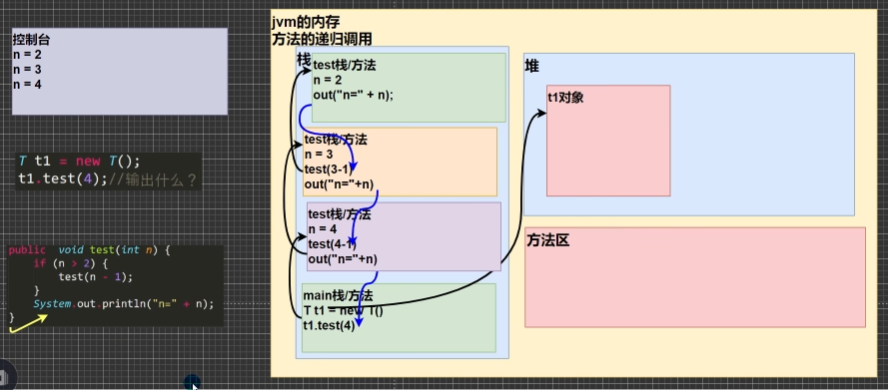 控制台
n = 2
n = 3
n = 4
T t1 = new T();
t1.test(4);//输出什么？
public void test(int n) {
if (n > 2) {
test(n - 1);
}
System.out.println("n=" + n);
}
jvm的内存
方法的递归调用
栈
test栈/方法
n = 2
out("n=" + n);
test栈/方法
n = 3
test(3-1)
out("n="+n)
test栈/方法
n = 4
test(4-1)
out("n="+n)
main栈/方法
T t1 = new T()
t1.test(4)
堆
t1对象
方法区